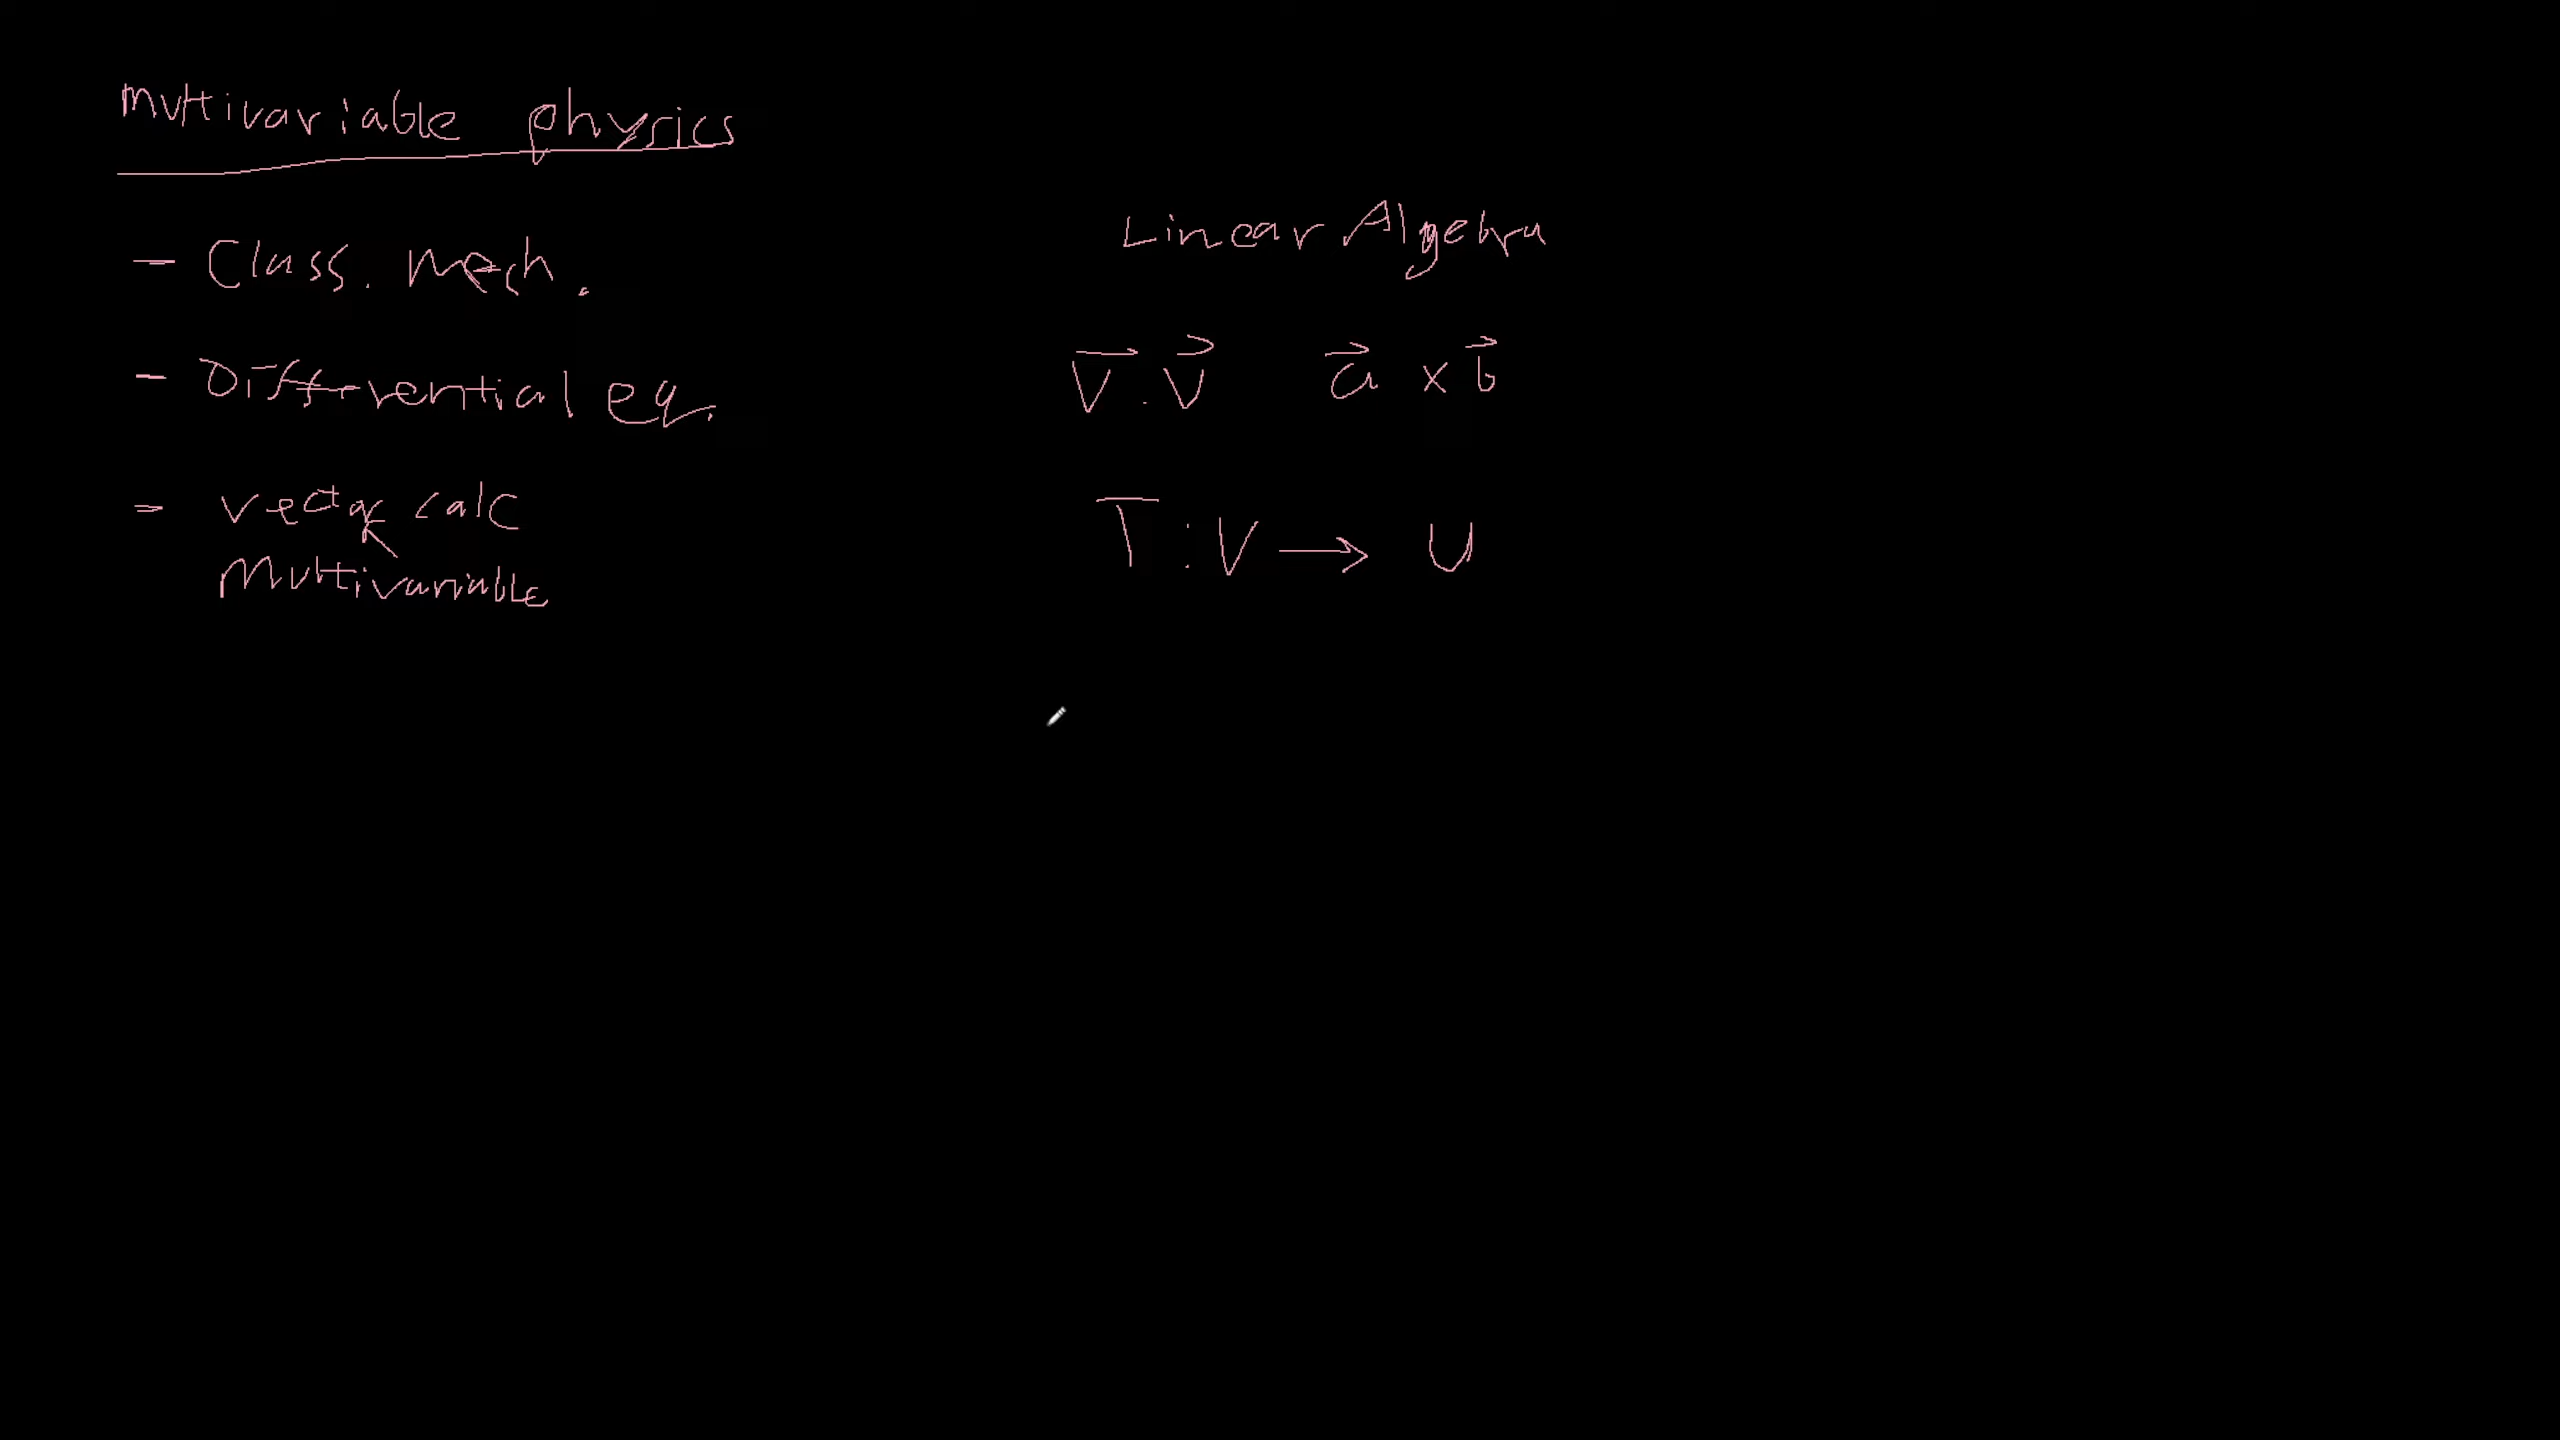 Multivariable physics
- Class. Mech.
- Differential eq.
- Vector calc
Multivariable
Linear Algebra
V⃗ . V⃗ a⃗ x b⃗
T : V → U